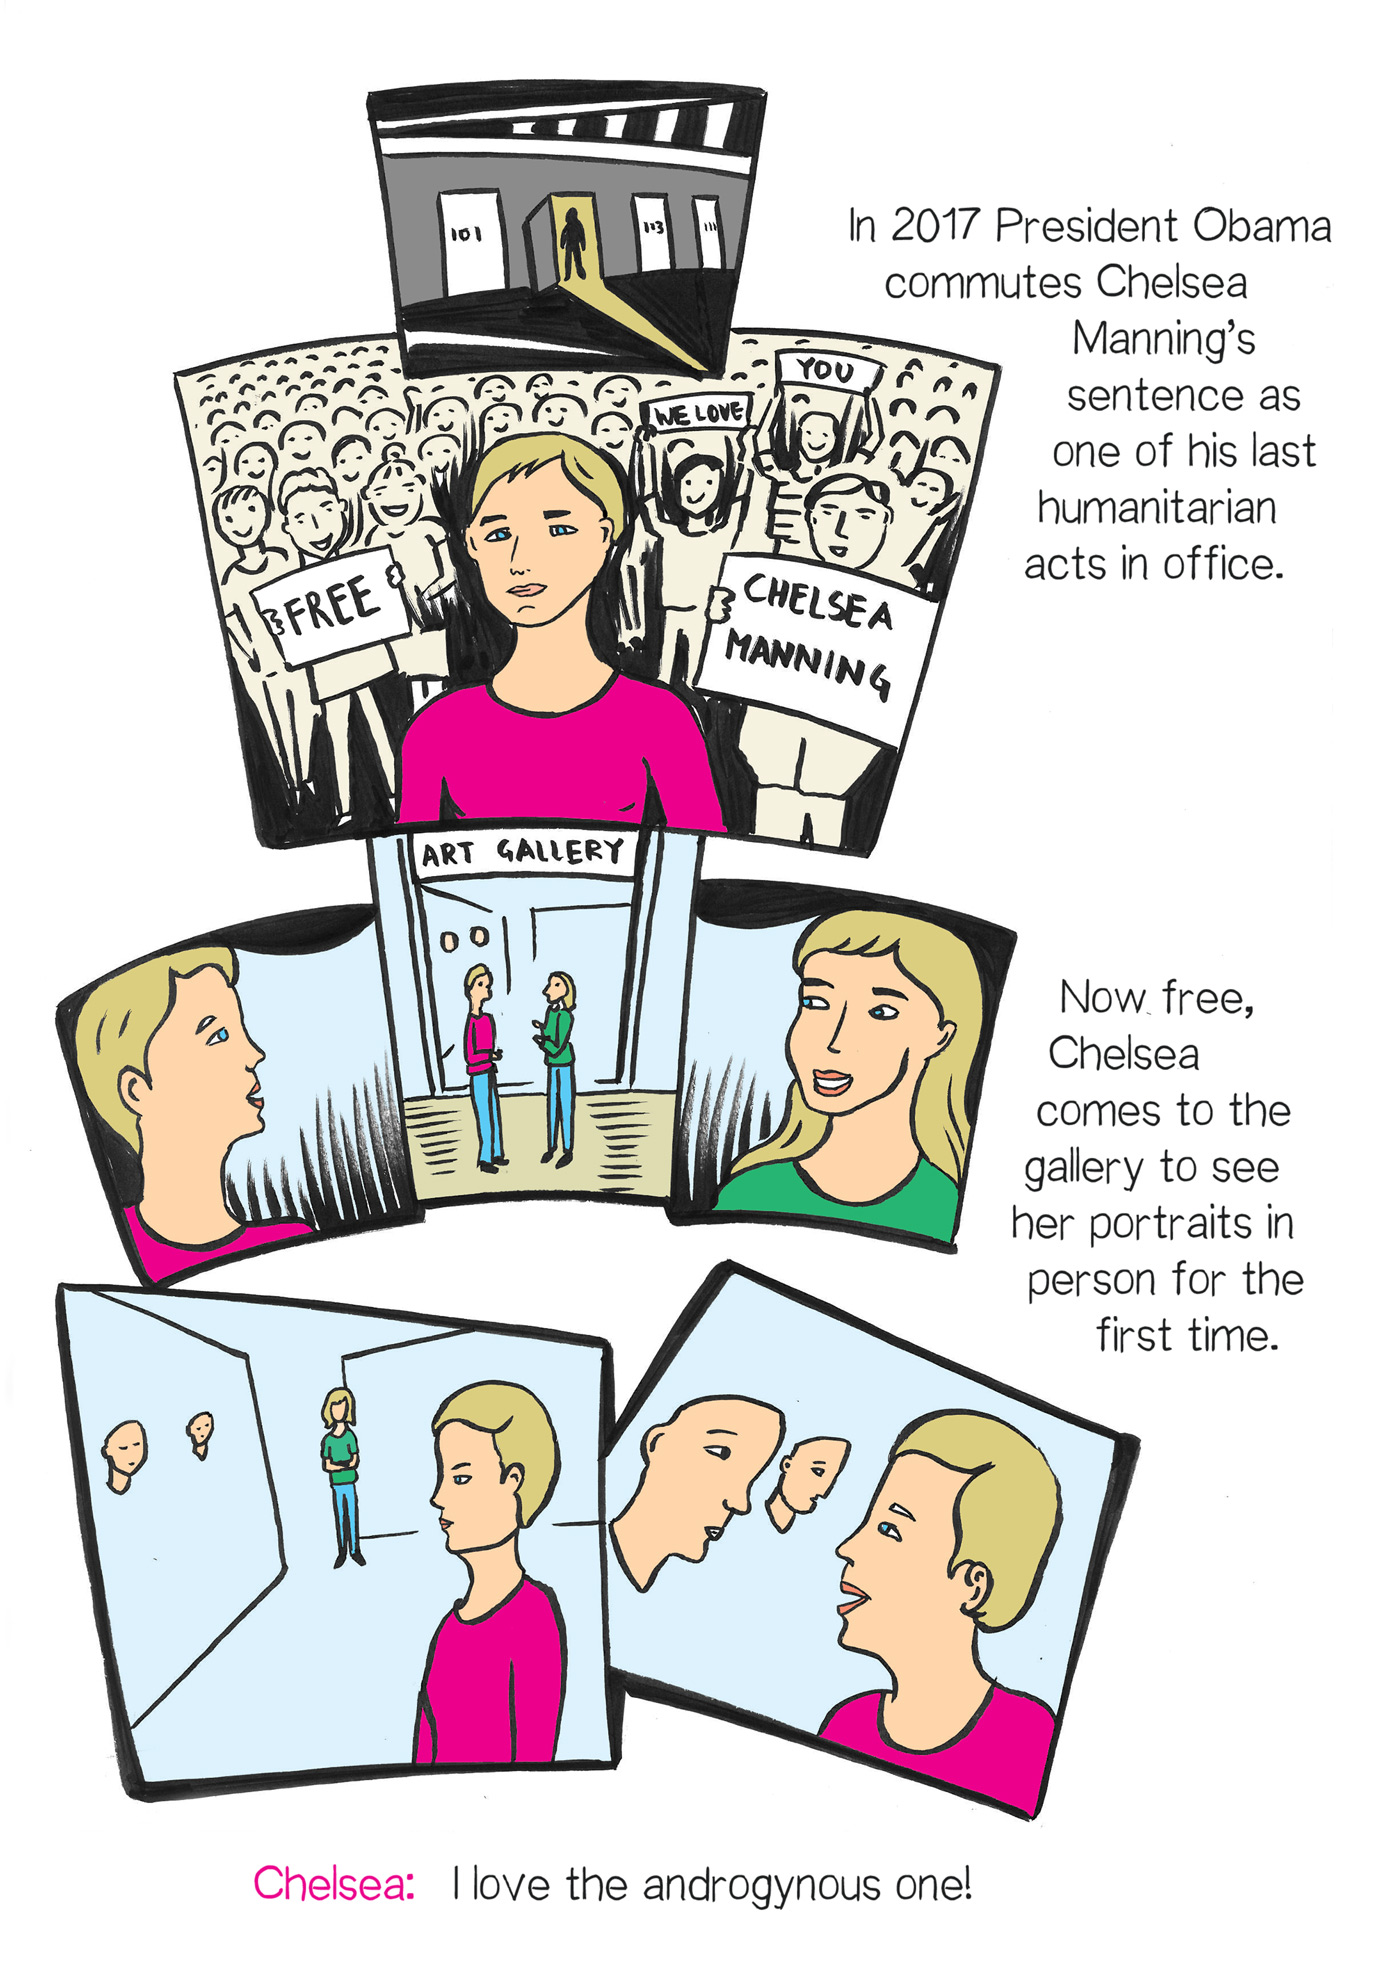 101
113
111
In 2017 President Obama
commutes Chelsea
Manning's
sentence as
one of his last
humanitarian
acts in office.
YOU
WE LOVE
FREE
CHELSEA
MANNING
ART GALLERY
Now free,
Chelsea
comes to the
gallery to see
her portraits in
person for the
first time.
Chelsea: I love the androgynous one!